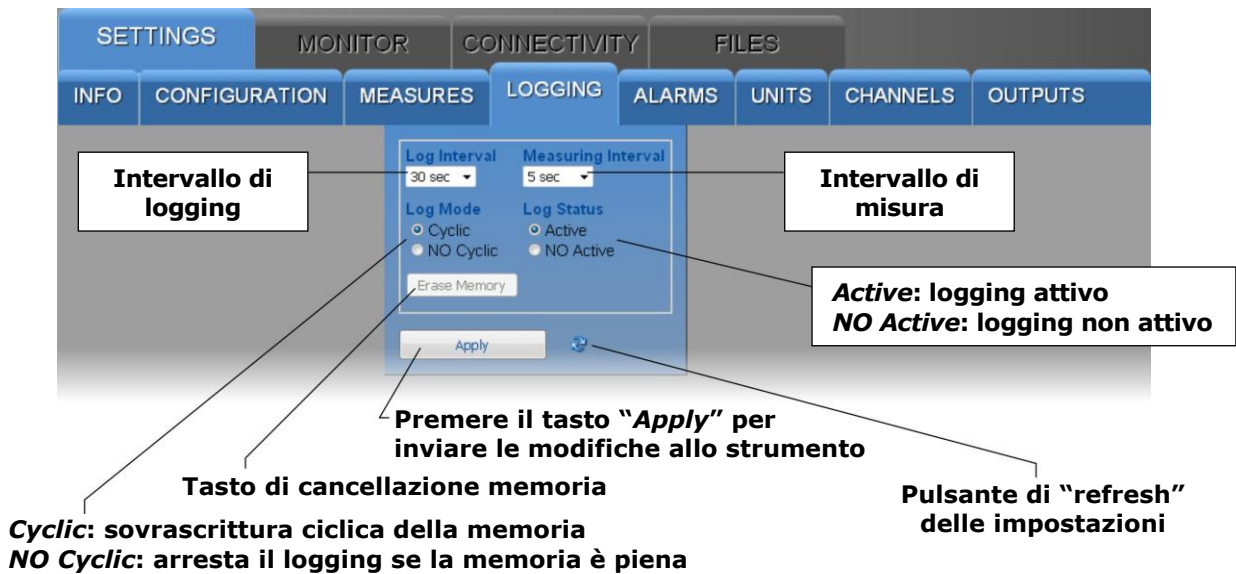 SETTINGS MONITOR CONNECTIVITY FILES
INFO CONFIGURATION MEASURES LOGGING ALARMS UNITS CHANNELS OUTPUTS
Log Interval Measuring Interval
30 sec 5 sec
Intervallo di
logging
Intervallo di
misura
Log Mode Log Status
Cyclic Active
NO Cyclic NO Active
Erase Memory
Active: logging attivo
NO Active: logging non attivo
Apply
Premere il tasto “Apply” per
inviare le modifiche allo strumento
Tasto di cancellazione memoria
Pulsante di “refresh”
delle impostazioni
Cyclic: sovrascrittura ciclica della memoria
NO Cyclic: arresta il logging se la memoria è piena